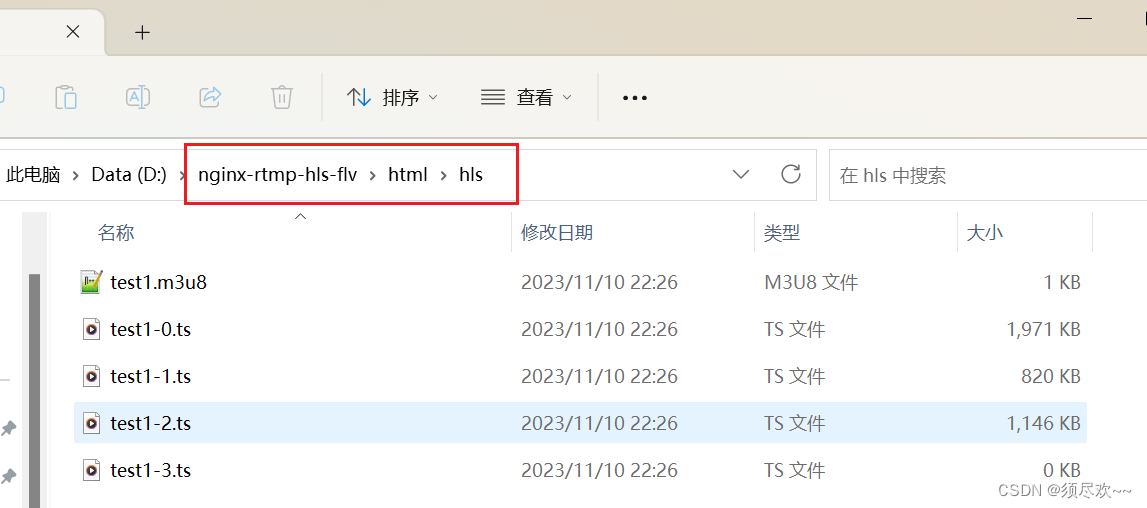 排序 查看
此电脑 > Data (D:) > nginx-rtmp-hls-flv > html > hls 在 hls 中搜索
名称 修改日期 类型 大小
test1.m3u8 2023/11/10 22:26 M3U8 文件 1 KB
test1-0.ts 2023/11/10 22:26 TS 文件 1,971 KB
test1-1.ts 2023/11/10 22:26 TS 文件 820 KB
test1-2.ts 2023/11/10 22:26 TS 文件 1,146 KB
test1-3.ts 2023/11/10 22:26 TS 文件 0 KB
CSDN @须尽欢~~